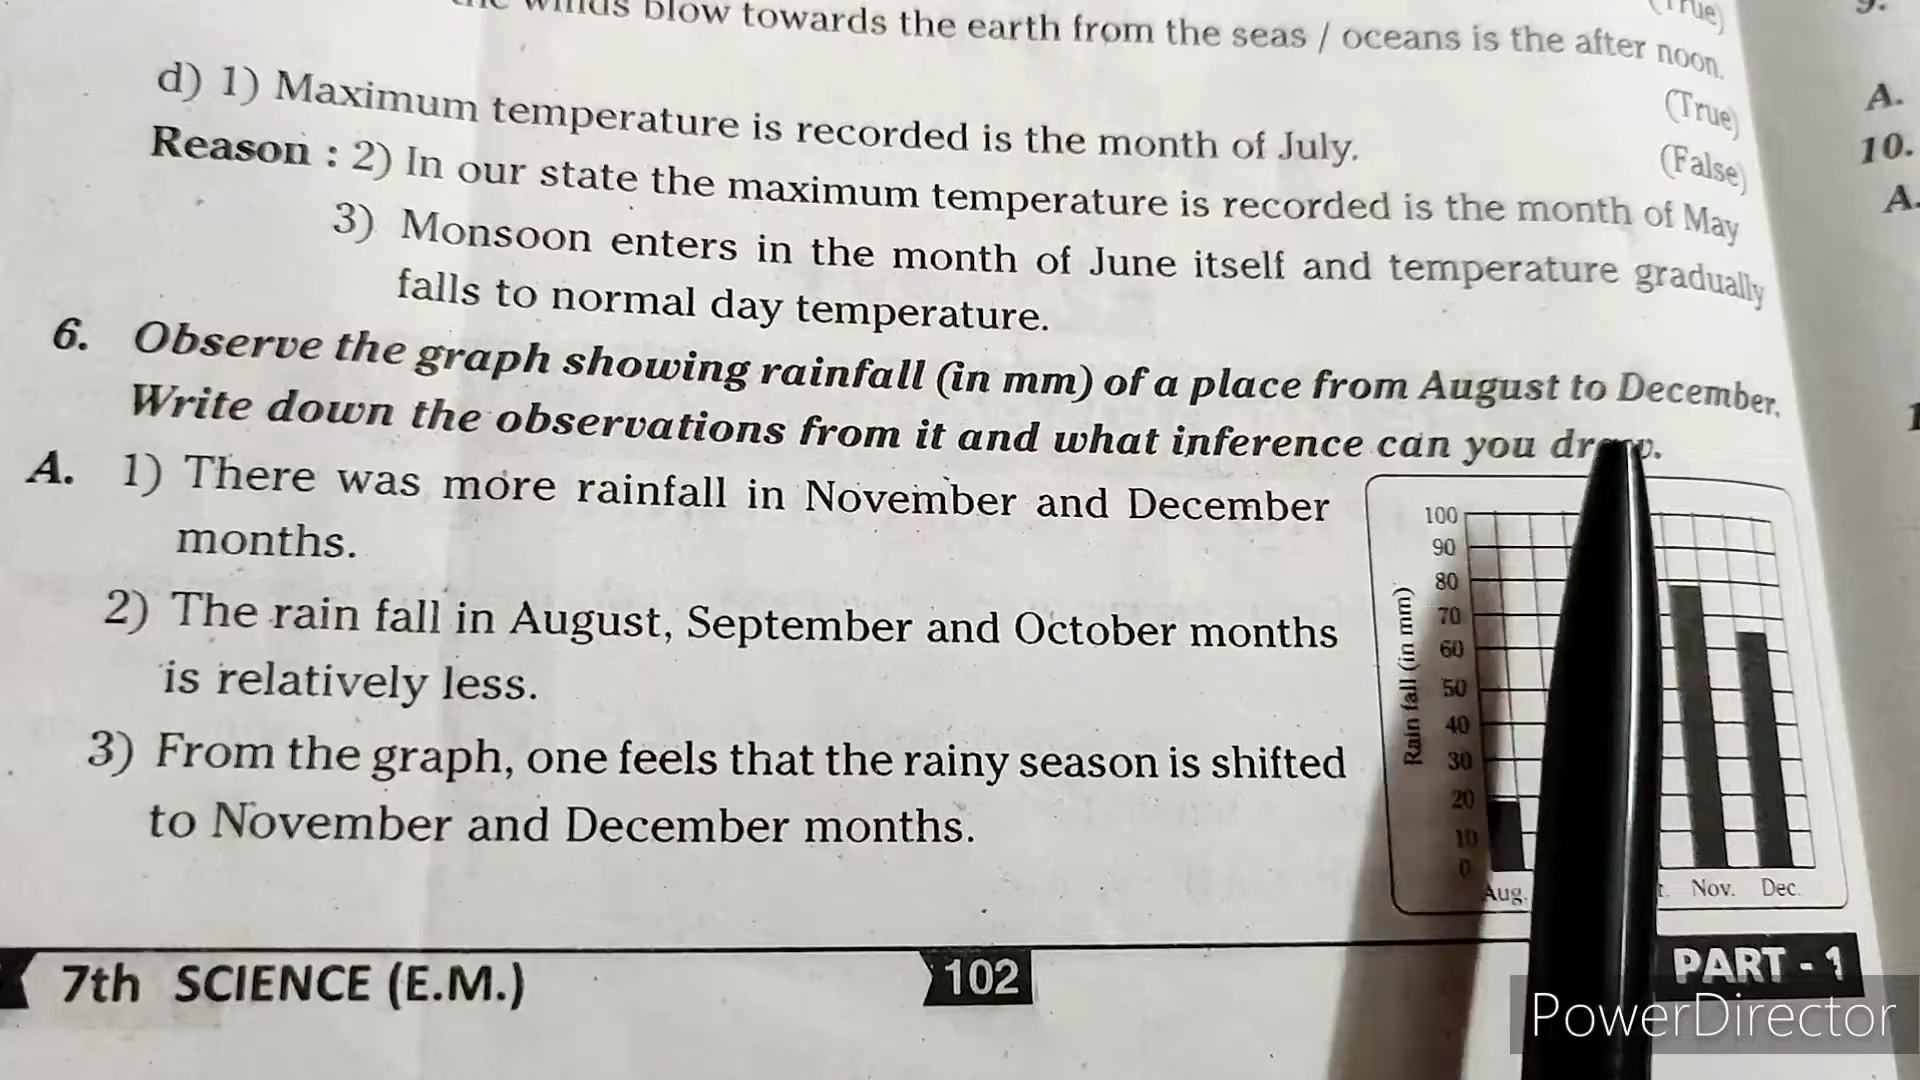 winds blow towards the earth from the seas / oceans is the after noon.
(True)
9.
d) 1) Maximum temperature is recorded is the month of July.
(True)
Reason : 2) In our state the maximum temperature is recorded is the month of May
(False)
3) Monsoon enters in the month of June itself and temperature gradually
falls to normal day temperature.
6. Observe the graph showing rainfall (in mm) of a place from August to December.
Write down the observations from it and what inference can you
A. 1) There was more rainfall in November and December
months.
2) The rain fall in August, September and October months
is relatively less.
3) From the graph, one feels that the rainy season is shifted
to November and December months.
Rain fall (in mm)
100
90
80
70
60
50
40
30
20
10
0
Aug. Nov. Dec.
7th SCIENCE (E.M.)
102
PART - 1
A.
10.
A.
PowerDirector